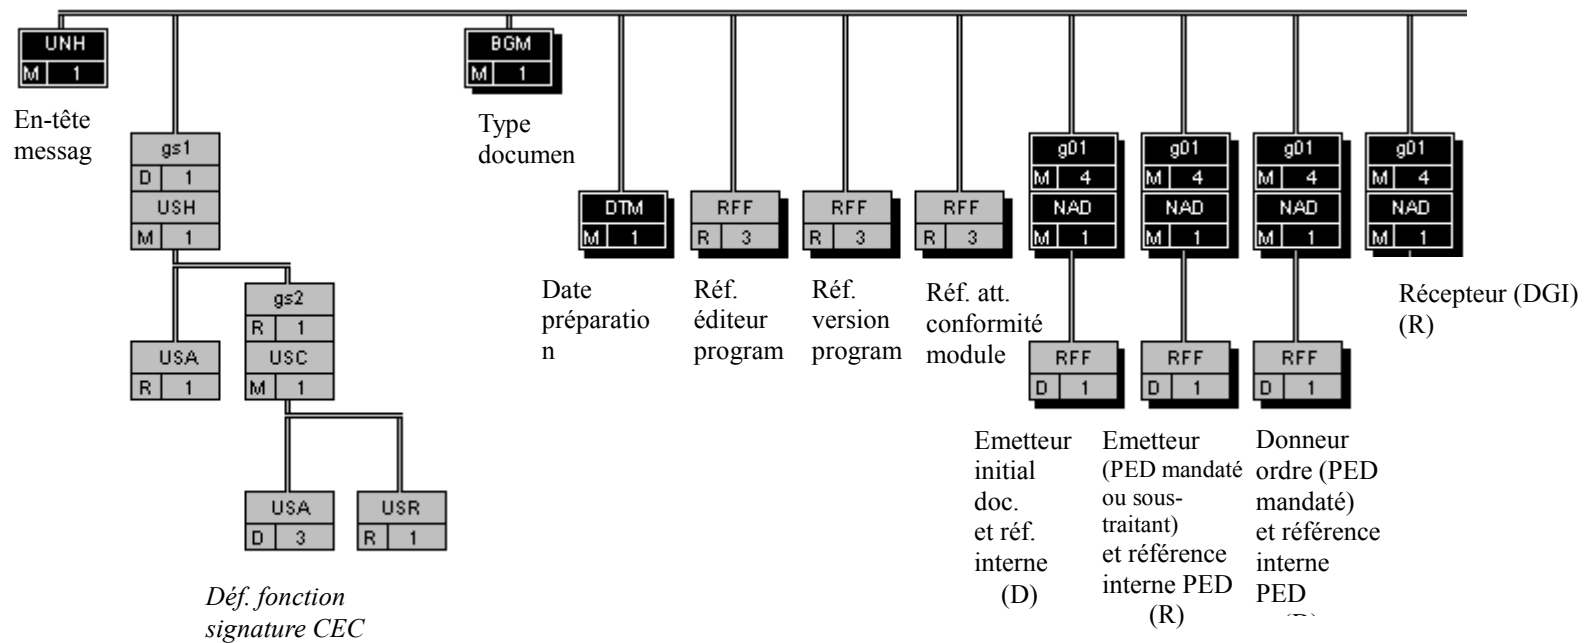 UNH
M 1
En-tête
messag
gs1
D 1
USH
M 1
USA
R 1
gs2
R 1
USC
M 1
USA
D 3
USR
R 1
Déf. fonction
signature CEC
BGM
M 1
Type
documen
DTM
M 1
Date
préparatio
n
RFF
R 3
Réf.
éditeur
program
RFF
R 3
Réf.
version
program
RFF
R 3
Réf. att.
conformité
module
g01
M 4
NAD
M 1
RFF
D 1
Emetteur
initial
doc.
et réf.
interne
(D)
g01
M 4
NAD
M 1
RFF
D 1
Emetteur
(PED mandaté
ou sous-
traitant)
et référence
interne PED
(R)
g01
M 4
NAD
M 1
RFF
D 1
Donneur
ordre (PED
mandaté)
et référence
interne
PED
g01
M 4
NAD
M 1
Récepteur (DGI)
(R)